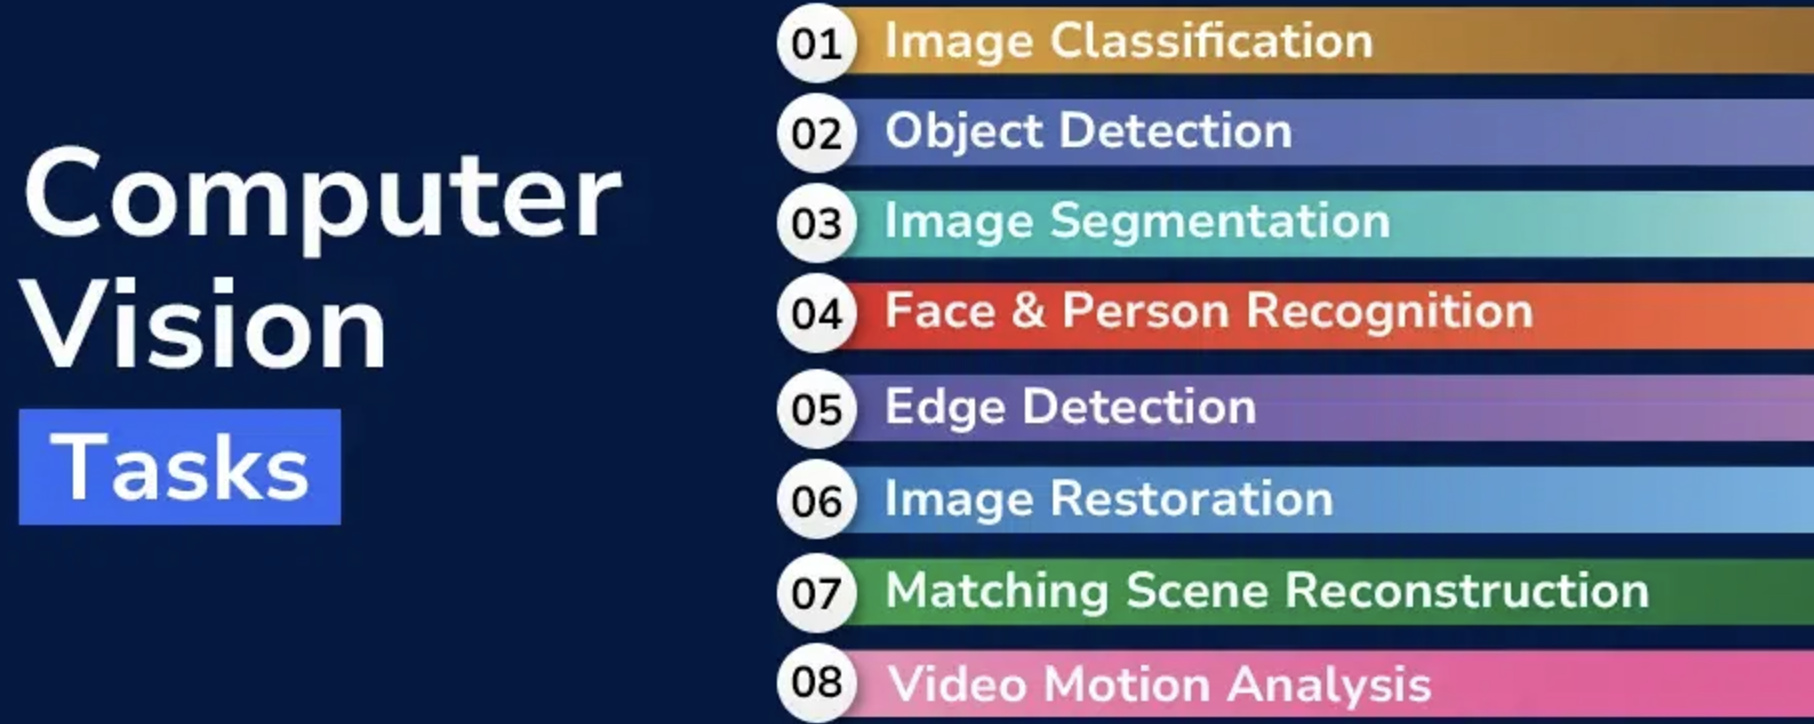 Computer
Vision
Tasks
01 Image Classification
02 Object Detection
03 Image Segmentation
04 Face & Person Recognition
05 Edge Detection
06 Image Restoration
07 Matching Scene Reconstruction
08 Video Motion Analysis